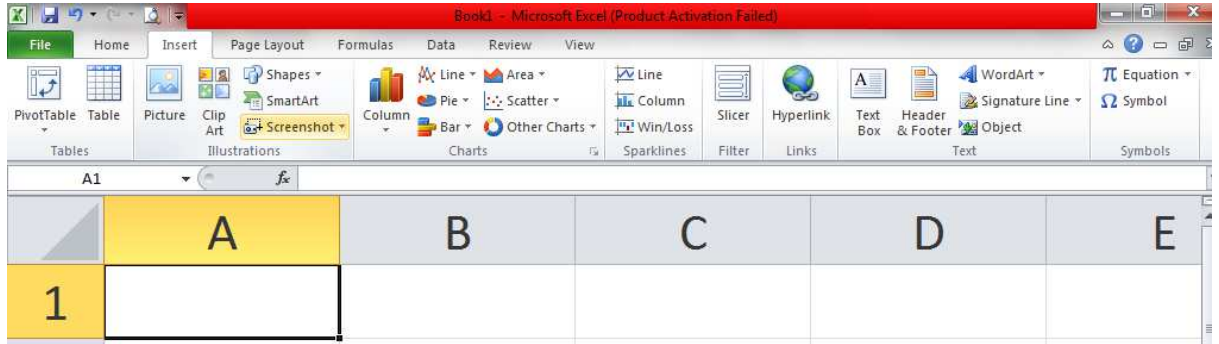 Book1 - Microsoft Excel (Product Activation Failed)
File Home Insert Page Layout Formulas Data Review View
PivotTable Table Picture Clip Art Shapes SmartArt Screenshot
Column Line Pie Bar Area Scatter Other Charts
Line Column Win/Loss Slicer Hyperlink
Text Box Header & Footer WordArt Signature Line Object
Equation Symbol
Tables Illustrations Charts Sparklines Filter Links Text Symbols
A1 fx
A B C D E
1